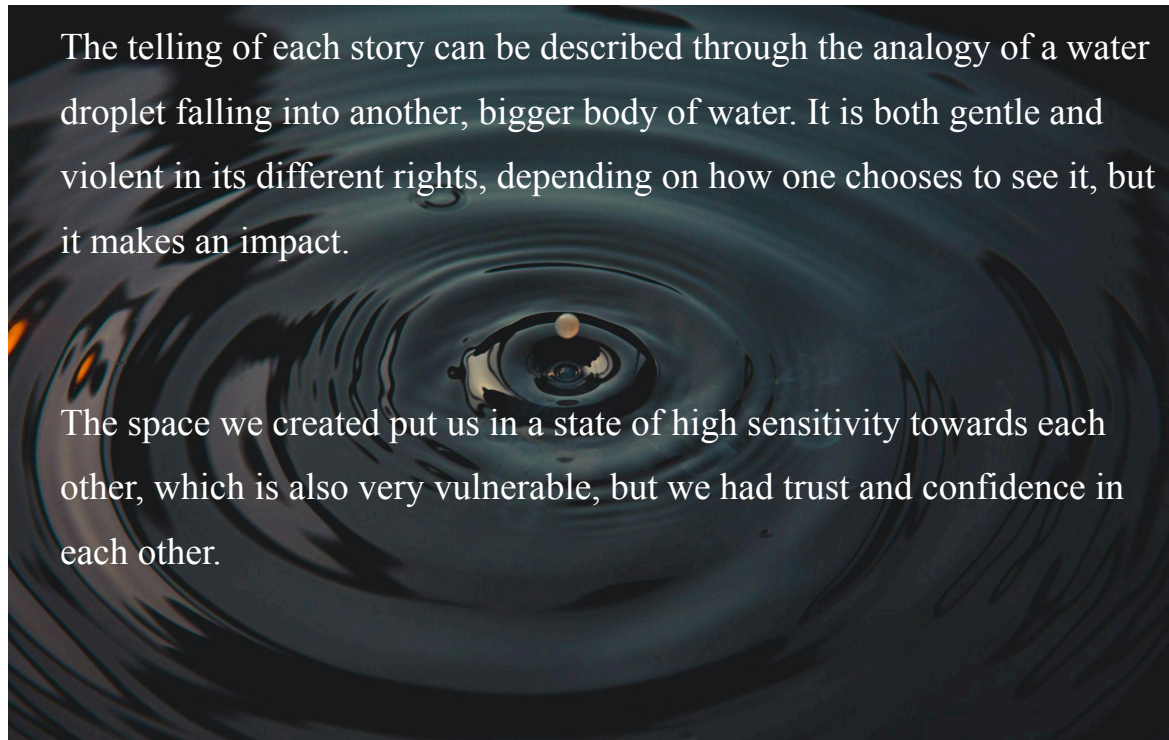 The telling of each story can be described through the analogy of a water
droplet falling into another, bigger body of water. It is both gentle and
violent in its different rights, depending on how one chooses to see it, but
it makes an impact.
The space we created put us in a state of high sensitivity towards each
other, which is also very vulnerable, but we had trust and confidence in
each other.